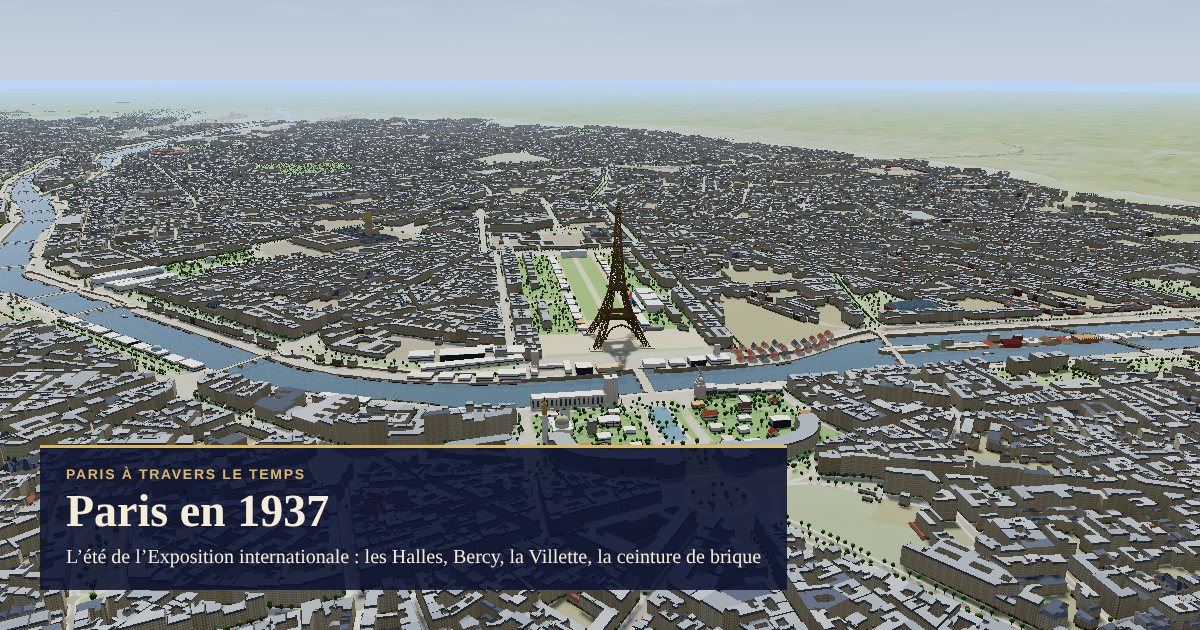 PARIS À TRAVERS LE TEMPS
Paris en 1937
L’été de l’Exposition internationale : les Halles, Bercy, la Villette, la ceinture de brique